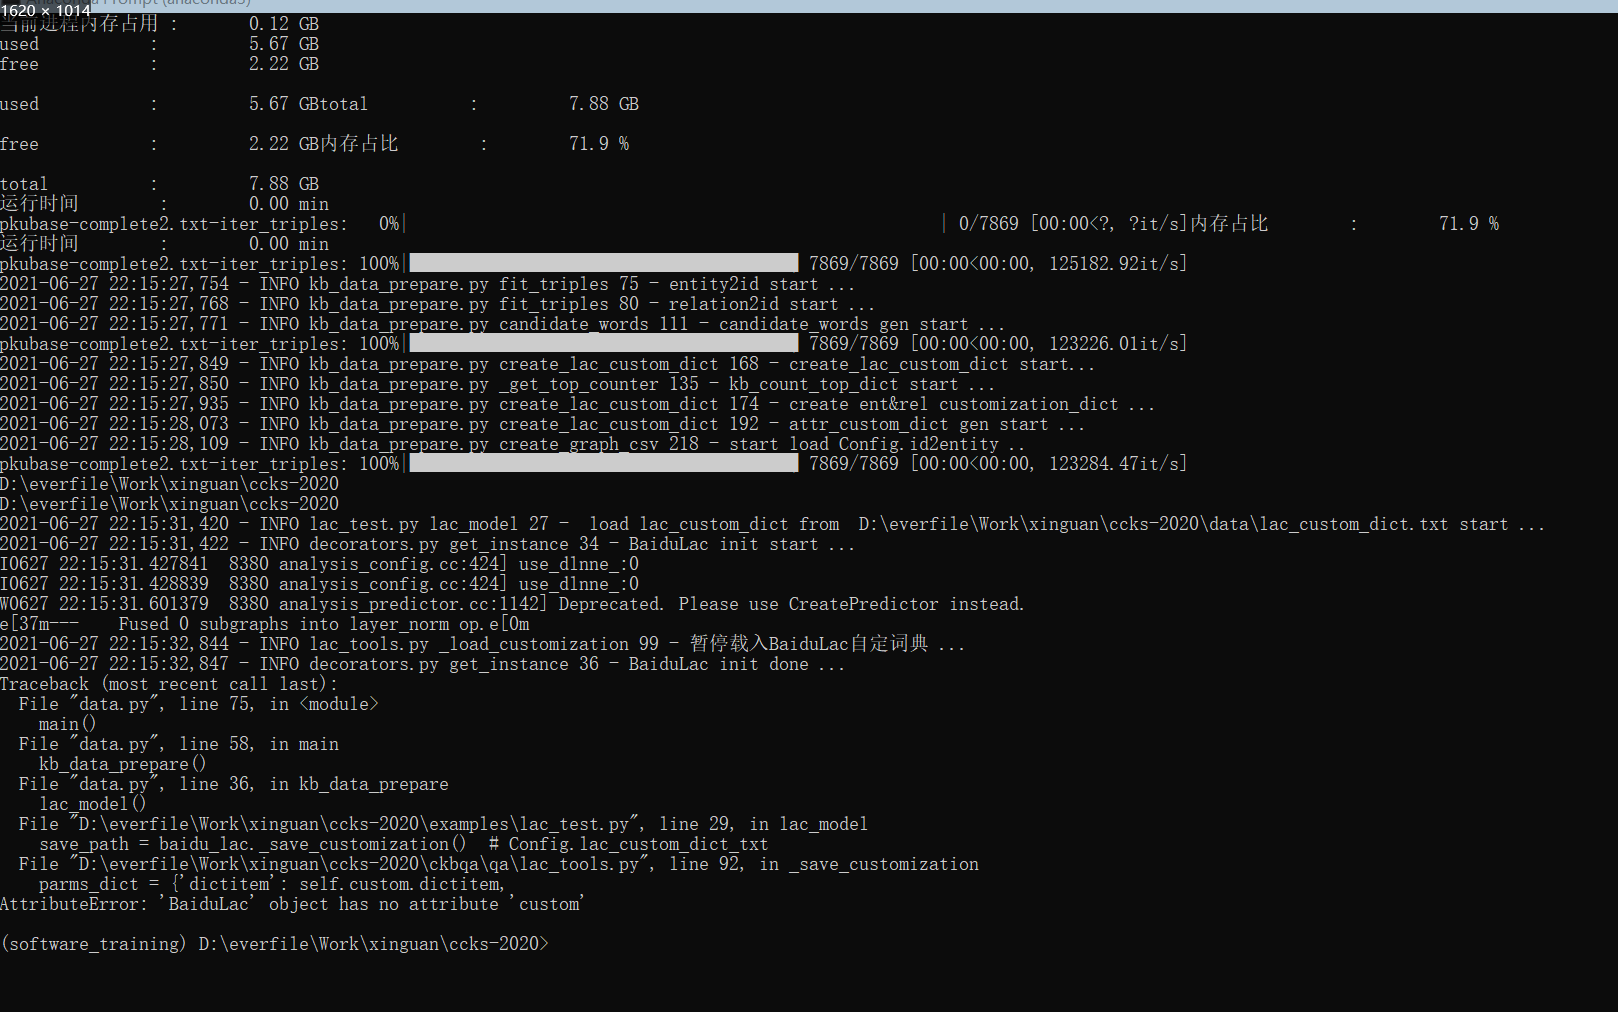 Anaconda Prompt (anaconda3)
1620 × 1014
当前进程内存占用 : 0.12 GB
used : 5.67 GB
free : 2.22 GB
used : 5.67 GBtotal : 7.88 GB
free : 2.22 GB内存占比 : 71.9 %
total : 7.88 GB
运行时间 : 0.00 min
pkubase-complete2.txt-iter_triples: 0%| | 0/7869 [00:00<?, ?it/s]内存占比 : 71.9 %
运行时间 : 0.00 min
pkubase-complete2.txt-iter_triples: 100%|██████████| 7869/7869 [00:00<00:00, 125182.92it/s]
2021-06-27 22:15:27,754 - INFO kb_data_prepare.py fit_triples 75 - entity2id start ...
2021-06-27 22:15:27,768 - INFO kb_data_prepare.py fit_triples 80 - relation2id start ...
2021-06-27 22:15:27,771 - INFO kb_data_prepare.py candidate_words 111 - candidate_words gen start ...
pkubase-complete2.txt-iter_triples: 100%|██████████| 7869/7869 [00:00<00:00, 123226.01it/s]
2021-06-27 22:15:27,849 - INFO kb_data_prepare.py create_lac_custom_dict 168 - create_lac_custom_dict start...
2021-06-27 22:15:27,850 - INFO kb_data_prepare.py _get_top_counter 135 - kb_count_top_dict start ...
2021-06-27 22:15:27,935 - INFO kb_data_prepare.py create_lac_custom_dict 174 - create ent&rel customization_dict ...
2021-06-27 22:15:28,073 - INFO kb_data_prepare.py create_lac_custom_dict 192 - attr_custom_dict gen start ...
2021-06-27 22:15:28,109 - INFO kb_data_prepare.py create_graph_csv 218 - start load Config.id2entity ..
pkubase-complete2.txt-iter_triples: 100%|██████████| 7869/7869 [00:00<00:00, 123284.47it/s]
D:\everfile\Work\xinguan\ccks-2020
D:\everfile\Work\xinguan\ccks-2020
2021-06-27 22:15:31,420 - INFO lac_test.py lac_model 27 -  load lac_custom_dict from  D:\everfile\Work\xinguan\ccks-2020\data\lac_custom_dict.txt start ...
2021-06-27 22:15:31,422 - INFO decorators.py get_instance 34 - BaiduLac init start ...
I0627 22:15:31.427841  8380 analysis_config.cc:424] use_dlnne_:0
I0627 22:15:31.428839  8380 analysis_config.cc:424] use_dlnne_:0
W0627 22:15:31.601379  8380 analysis_predictor.cc:1142] Deprecated. Please use CreatePredictor instead.
e[37m---    Fused 0 subgraphs into layer_norm op.e[0m
2021-06-27 22:15:32,844 - INFO lac_tools.py _load_customization 99 - 暂停载入BaiduLac自定词典 ...
2021-06-27 22:15:32,847 - INFO decorators.py get_instance 36 - BaiduLac init done ...
Traceback (most recent call last):
  File "data.py", line 75, in <module>
    main()
  File "data.py", line 58, in main
    kb_data_prepare()
  File "data.py", line 36, in kb_data_prepare
    lac_model()
  File "D:\everfile\Work\xinguan\ccks-2020\examples\lac_test.py", line 29, in lac_model
    save_path = baidu_lac._save_customization()  # Config.lac_custom_dict_txt
  File "D:\everfile\Work\xinguan\ccks-2020\ckbqa\qa\lac_tools.py", line 92, in _save_customization
    parms_dict = {'dictitem': self.custom.dictitem,
AttributeError: 'BaiduLac' object has no attribute 'custom'
(software_training) D:\everfile\Work\xinguan\ccks-2020>